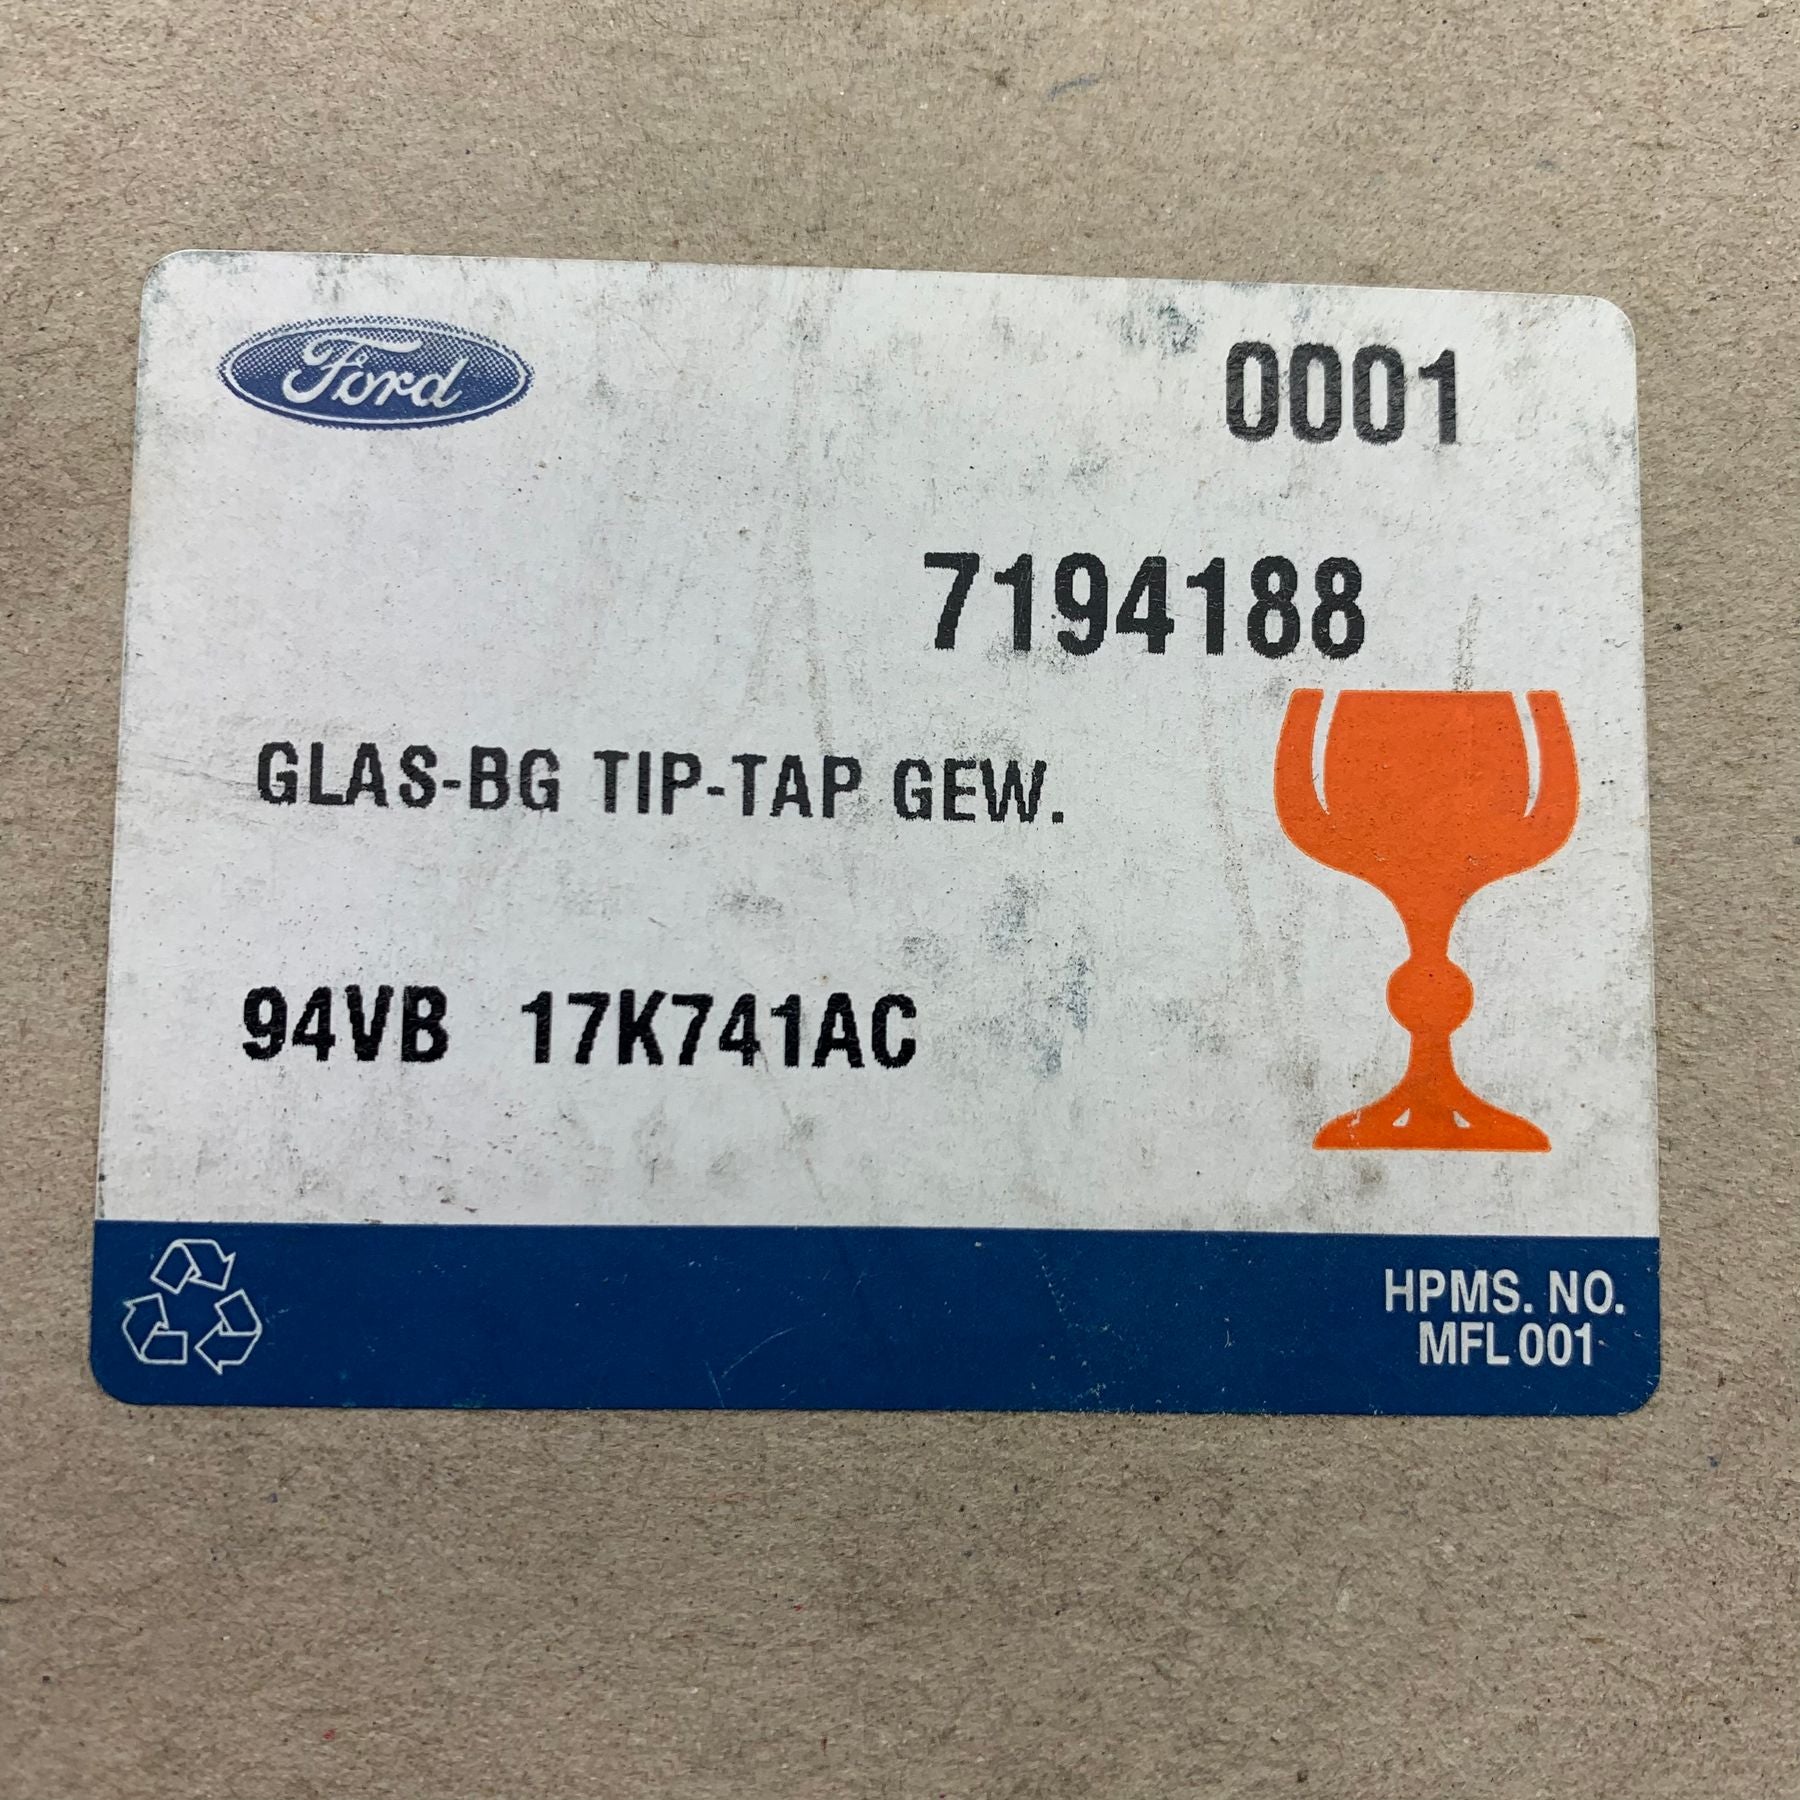 Ford
0001
7194188
GLAS-BG TIP-TAP GEW.
94VB 17K741AC
HPMS. NO.
MFL 001